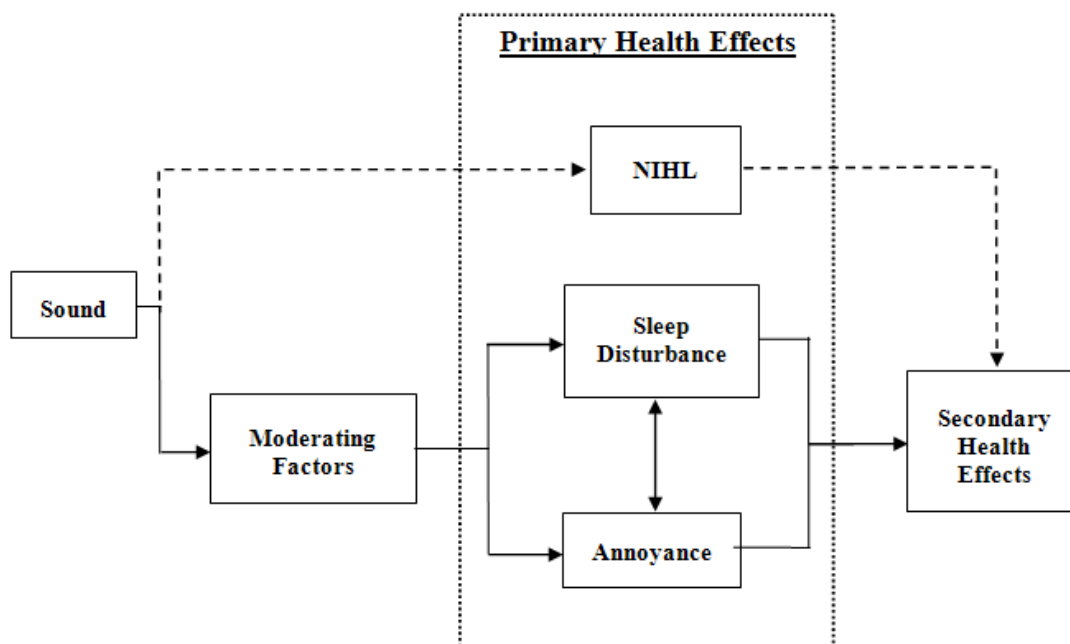 Primary Health Effects
NIHL
Sound
Sleep
Disturbance
Moderating
Factors
Secondary
Health
Effects
Annoyance